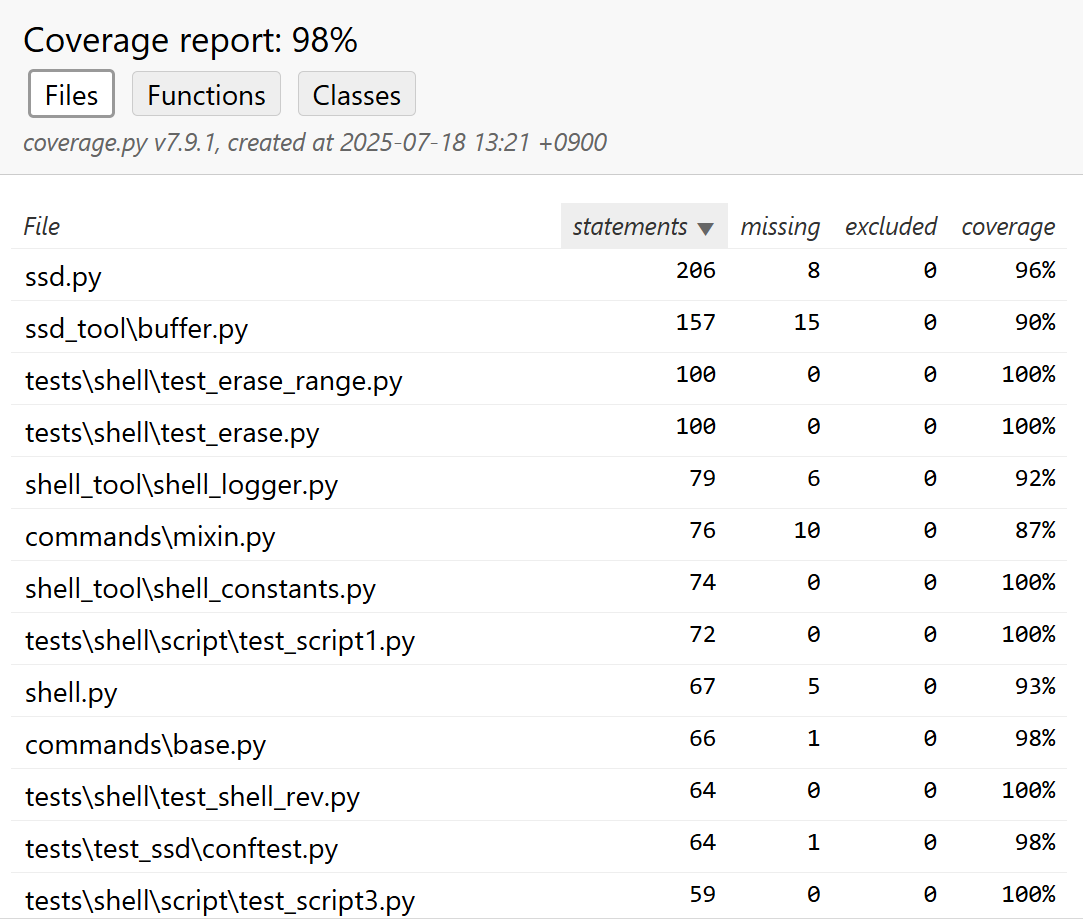 Coverage report: 98%
Files Functions Classes
coverage.py v7.9.1, created at 2025-07-18 13:21 +0900
File statements ▼ missing excluded coverage
ssd.py 206 8 0 96%
ssd_tool\buffer.py 157 15 0 90%
tests\shell\test_erase_range.py 100 0 0 100%
tests\shell\test_erase.py 100 0 0 100%
shell_tool\shell_logger.py 79 6 0 92%
commands\mixin.py 76 10 0 87%
shell_tool\shell_constants.py 74 0 0 100%
tests\shell\script\test_script1.py 72 0 0 100%
shell.py 67 5 0 93%
commands\base.py 66 1 0 98%
tests\shell\test_shell_rev.py 64 0 0 100%
tests\test_ssd\conftest.py 64 1 0 98%
tests\shell\script\test_script3.py 59 0 0 100%